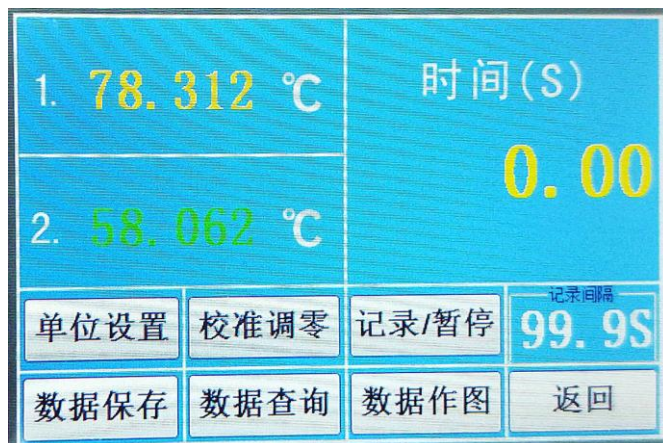 1. 78.312 ℃
时间(S)
0.00
2. 58.062 ℃
单位设置
校准调零
记录/暂停
记录间隔
99.9S
数据保存
数据查询
数据作图
返回